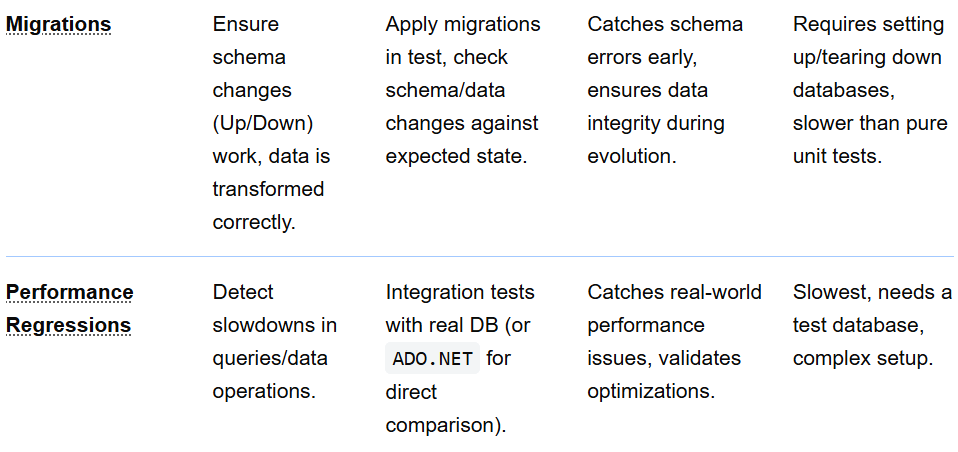 Migrations
Ensure
schema
changes
(Up/Down)
work, data is
transformed
correctly.
Apply migrations
in test, check
schema/data
changes against
expected state.
Catches schema
errors early,
ensures data
integrity during
evolution.
Requires setting
up/tearing down
databases,
slower than pure
unit tests.
Performance
Regressions
Detect
slowdowns in
queries/data
operations.
Integration tests
with real DB (or
ADO.NET for
direct
comparison).
Catches real-world
performance
issues, validates
optimizations.
Slowest, needs a
test database,
complex setup.